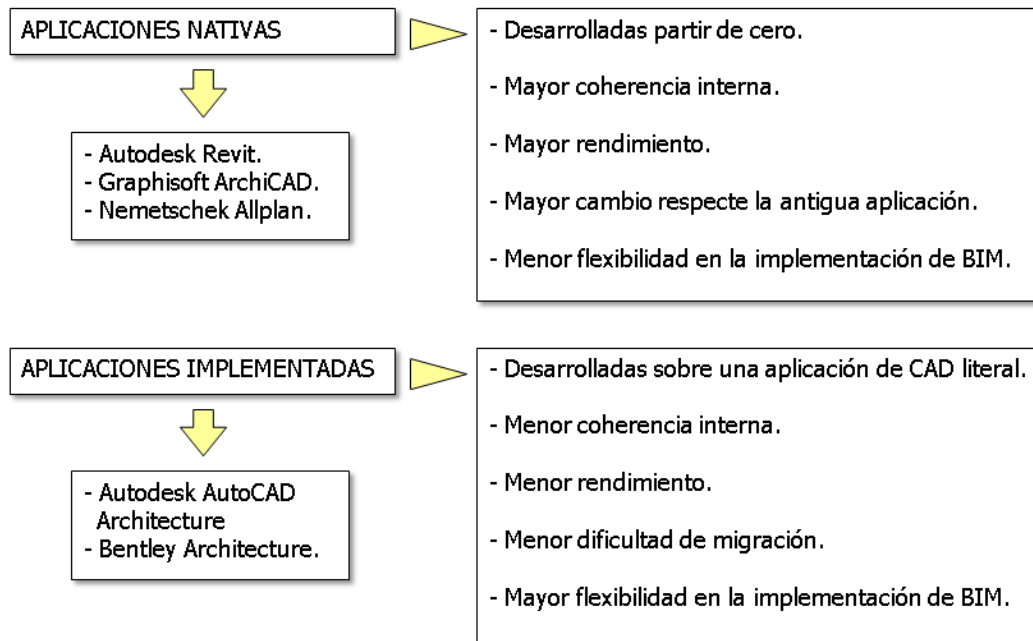 APLICACIONES NATIVAS
- Desarrolladas partir de cero.
- Mayor coherencia interna.
- Mayor rendimiento.
- Mayor cambio respecte la antigua aplicación.
- Menor flexibilidad en la implementación de BIM.
- Autodesk Revit.
- Graphisoft ArchiCAD.
- Nemetschek Allplan.
APLICACIONES IMPLEMENTADAS
- Desarrolladas sobre una aplicación de CAD literal.
- Menor coherencia interna.
- Menor rendimiento.
- Menor dificultad de migración.
- Mayor flexibilidad en la implementación de BIM.
- Autodesk AutoCAD
Architecture
- Bentley Architecture.